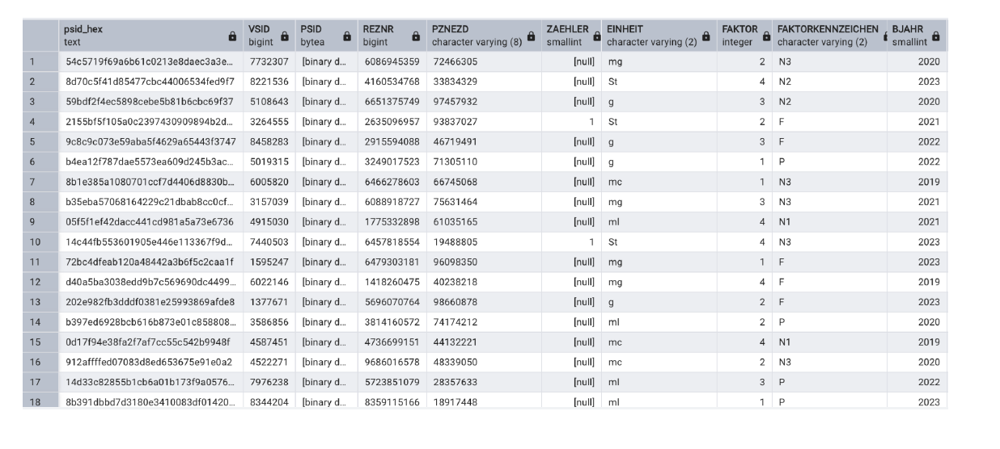 psid_hex VSID PSID REZNR PZNEZD ZAEHLER EINHEIT FAKTOR FAKTORKENNZEICHEN BJAHR
text bigint bytea bigint character varying (8) smallint character varying (2) integer character varying (2) smallint
1 54c5719f69a6b61c0213e8daec3a3e... 7732307 [binary d... 6086945359 72466305 [null] mg 2 N3 2020
2 8d70c5f41d85477cbc44006534fed9f7 8221536 [binary d... 4160534768 33834329 [null] St 4 N2 2023
3 59bdf2f4ec5898cebe5b81b6cbc69f37 5108643 [binary d... 6651375749 97457932 [null] g 3 N2 2020
4 2155bf5f105a0c2397430909894b2d... 3264555 [binary d... 2635096957 93837027 1 St 2 F 2021
5 9c8c9c073e59aba5f4629a65443f3747 8458283 [binary d... 2915594088 46719491 [null] g 3 F 2022
6 b4ea12f787dae5573ea609d245b3ac... 5019315 [binary d... 3249017523 71305110 [null] g 1 P 2022
7 8b1e385a1080701ccf7d4406d8830b... 6005820 [binary d... 6466278603 66745068 [null] mc 1 N3 2019
8 b35eba57068164229c21dbab8cc0cf... 3157039 [binary d... 6088918727 75631464 [null] mg 3 N3 2021
9 05f5f1ef42dacc441cd981a5a73e6736 4915030 [binary d... 1775332898 61035165 [null] ml 4 N1 2021
10 14c44fb553601905e446e113367f9d... 7440503 [binary d... 6457818554 19488805 1 St 4 N3 2023
11 72bc4dfeab120a48442a3b6f5c2caa1f 1595247 [binary d... 6479303181 96098350 [null] mg 1 F 2023
12 d40a5ba3038edd9b7c569690dc4499... 6022146 [binary d... 1418260475 40238218 [null] mg 4 F 2019
13 202e982fb3dddf0381e25993869afde8 1377671 [binary d... 5696070764 98660878 [null] g 2 F 2023
14 b397ed6928bcb616b873e01c858808... 3586856 [binary d... 3814160572 74174212 [null] ml 2 P 2020
15 0d17f94e38fa2f7af7cc55c542b9948f 4587451 [binary d... 4736699151 44132221 [null] mc 4 N1 2019
16 912affffed07083d8ed653675e91e0a2 4522271 [binary d... 9686016578 48339050 [null] mc 2 N3 2020
17 14d33c82855b1cb6a01b173f9a0576... 7976238 [binary d... 5723851079 28357633 [null] ml 3 P 2022
18 8b391dbbd7d3180e3410083df01420... 8344204 [binary d... 8359115166 18917448 [null] ml 1 P 2023